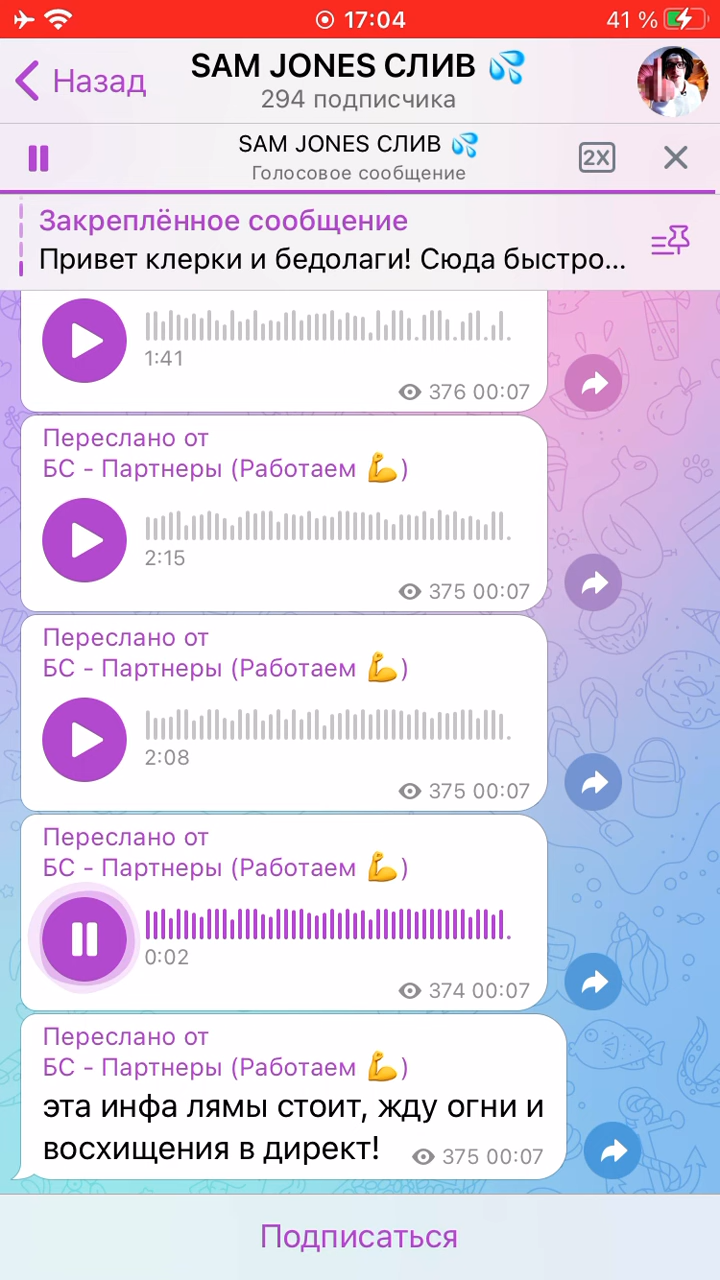 17:04
41 %
Назад
SAM JONES СЛИВ 💦
294 подписчика
SAM JONES СЛИВ 💦
Голосовое сообщение
2X
Закреплённое сообщение
Привет клерки и бедолаги! Сюда быстро...
1:41
376 00:07
Переслано от
БС - Партнеры (Работаем 💪)
2:15
375 00:07
Переслано от
БС - Партнеры (Работаем 💪)
2:08
375 00:07
Переслано от
БС - Партнеры (Работаем 💪)
0:02
374 00:07
Переслано от
БС - Партнеры (Работаем 💪)
эта инфа лямы стоит, жду огни и
восхищения в директ!
375 00:07
Подписаться